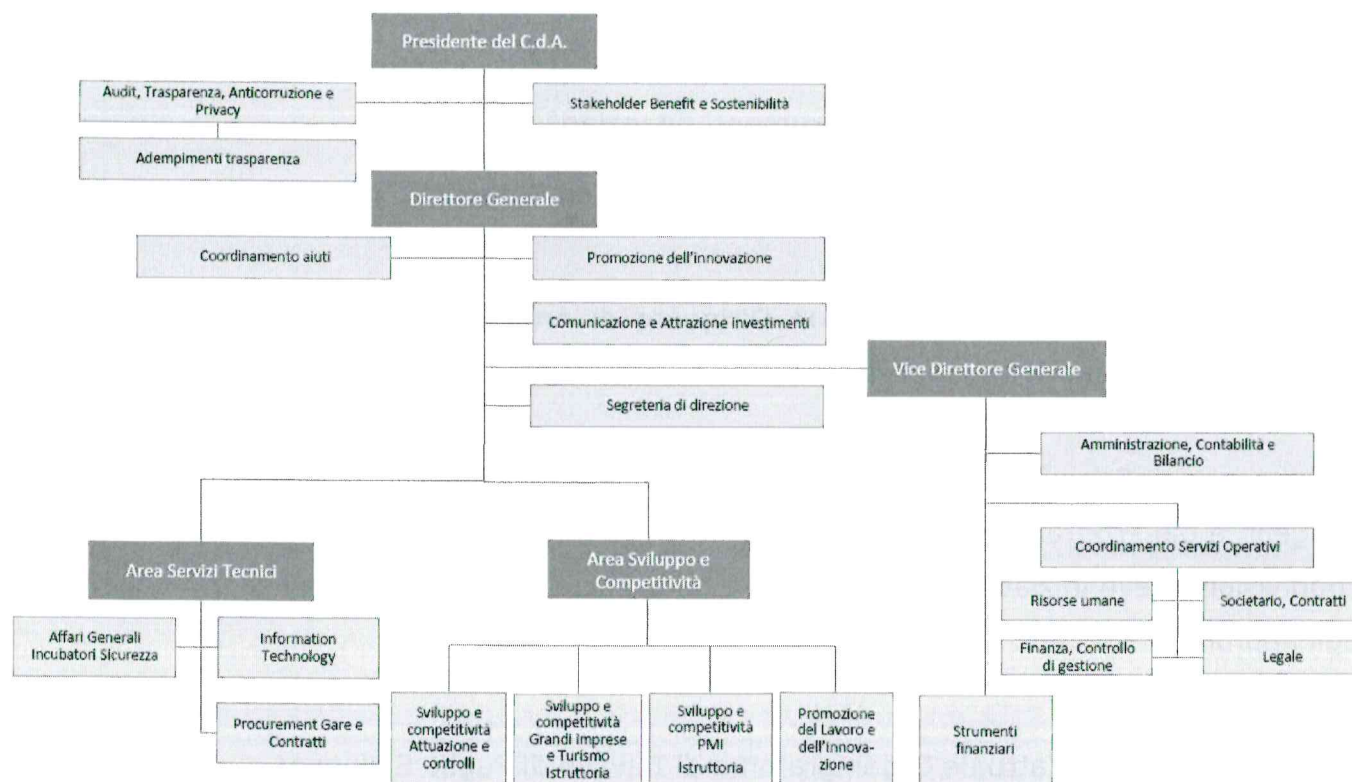 Presidente del C.d.A.
Audit, Trasparenza, Anticorruzione e
Privacy
Stakeholder Benefit e Sostenibilità
Adempimenti trasparenza
Direttore Generale
Coordinamento aiuti
Promozione dell'innovazione
Comunicazione e Attrazione investimenti
Vice Direttore Generale
Segreteria di direzione
Amministrazione, Contabilità e
Bilancio
Coordinamento Servizi Operativi
Area Servizi Tecnici
Area Sviluppo e
Competitività
Risorse umane
Societario, Contratti
Affari Generali
Incubatori Sicurezza
Information
Technology
Finanza, Controllo
di gestione
Legale
Procurement Gare e
Contratti
Sviluppo e
competitività
Attuazione e
controlli
Sviluppo e
competitività
Grandi Imprese
e Turismo
Istruttoria
Sviluppo e
competitività
PMI
Istruttoria
Promozione
del Lavoro e
dell'innova-
zione
Strumenti
finanziari